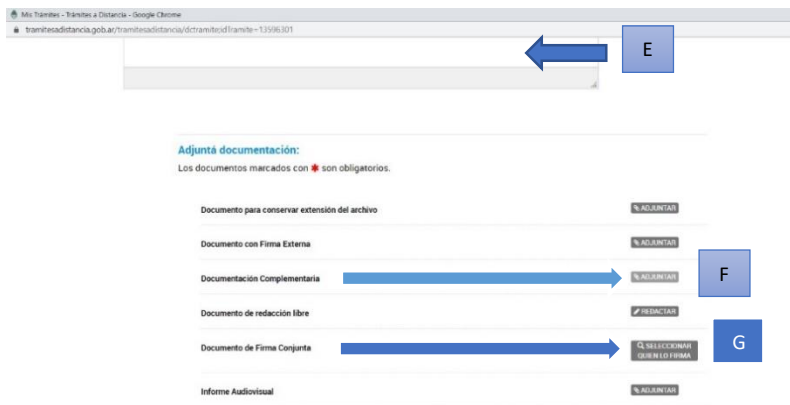 Mis Trámites - Trámites a Distancia - Google Chrome
tramitesadistancia.gob.ar/tramitesadistancia/dctramite;idTramite=13596301
E
Adjuntá documentación:
Los documentos marcados con * son obligatorios.
Documento para conservar extensión del archivo ADJUNTAR
Documento con Firma Externa ADJUNTAR
Documentación Complementaria ADJUNTAR F
Documento de redacción libre REDACTAR
Documento de Firma Conjunta SELECCIONAR G
QUIEN LO FIRMA
Informe Audiovisual ADJUNTAR